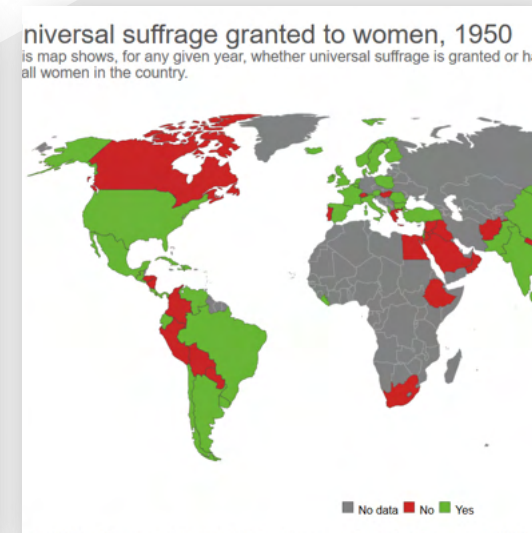 niversal suffrage granted to women, 1950
is map shows, for any given year, whether universal suffrage is granted or h
all women in the country.
No data No Yes